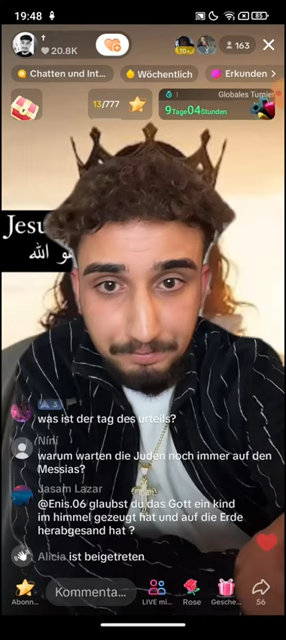 19:48
85
†
20.8K
163
Chatten und Int...
Wöchentlich
Erkunden
13/777
Globales Turnier
9Tage04Stunden
Jesu
و الله
3
was ist der tag des urteils?
Nini
warum warten die Juden noch immer auf den
Messias?
Jasam Lazar
@Enis.06 glaubst du das Gott ein kind
im himmel gezeugt hat und auf die Erde
herabgesand hat ?
Alicia ist beigetreten
Abonn...
Kommenta...
LIVE mi...
Rose
Gesche...
56